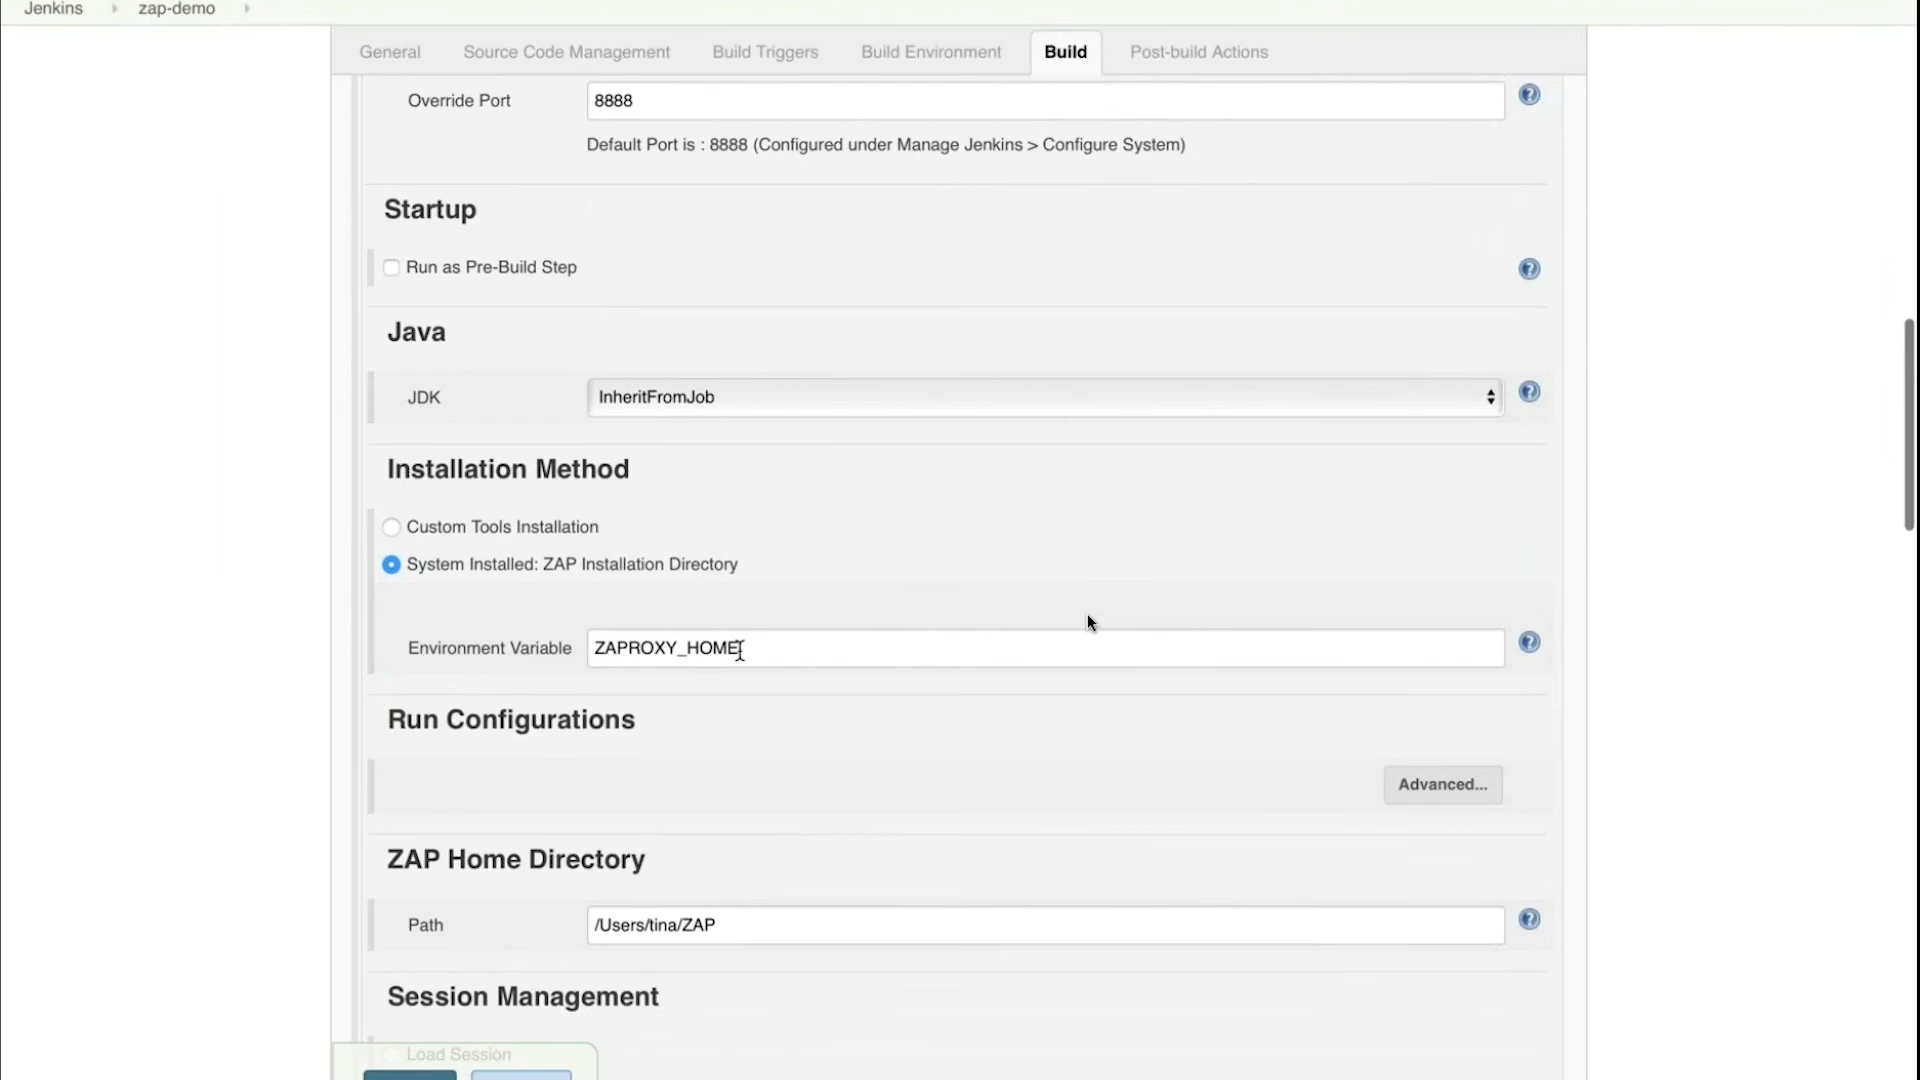 Jenkins zap-demo
General Source Code Management Build Triggers Build Environment Build Post-build Actions
Override Port 8888
Default Port is : 8888 (Configured under Manage Jenkins > Configure System)
Startup
Run as Pre-Build Step
Java
JDK InheritFromJob
Installation Method
Custom Tools Installation
System Installed: ZAP Installation Directory
Environment Variable ZAPROXY_HOME
Run Configurations
Advanced...
ZAP Home Directory
Path /Users/tina/ZAP
Session Management
Load Session